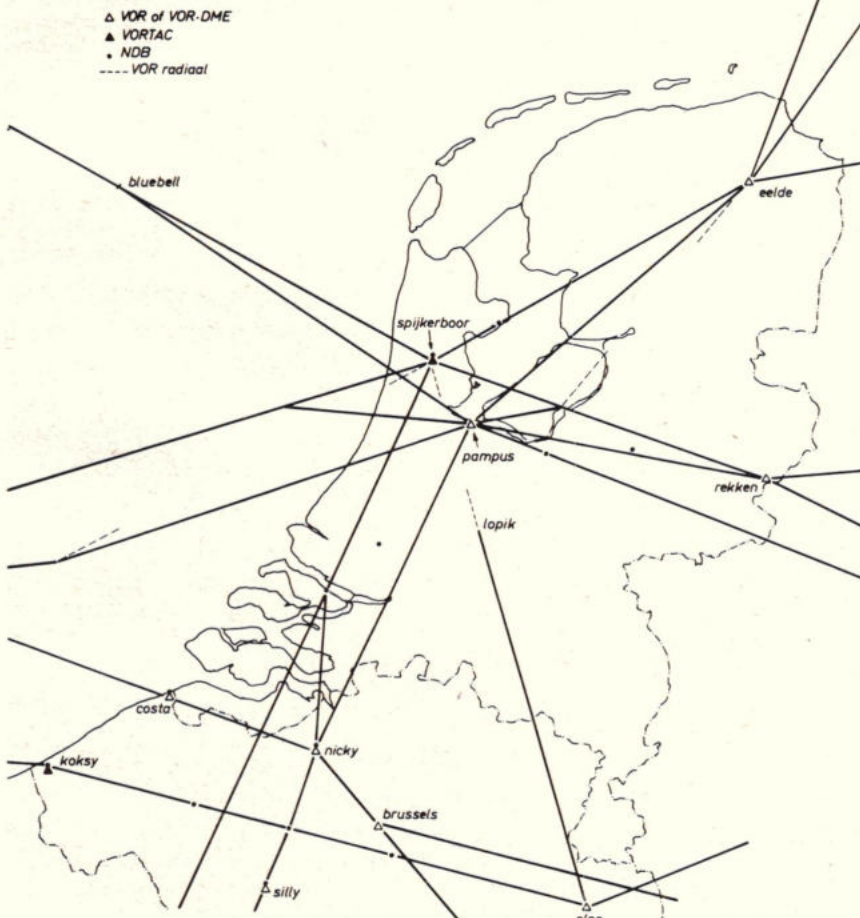 VOR of VOR-DME
VORTAC
NDB
VOR radiaal
bluebell
eelde
spijkerboor
pampus
rekken
lopik
costa
nicky
koksy
brussels
silly